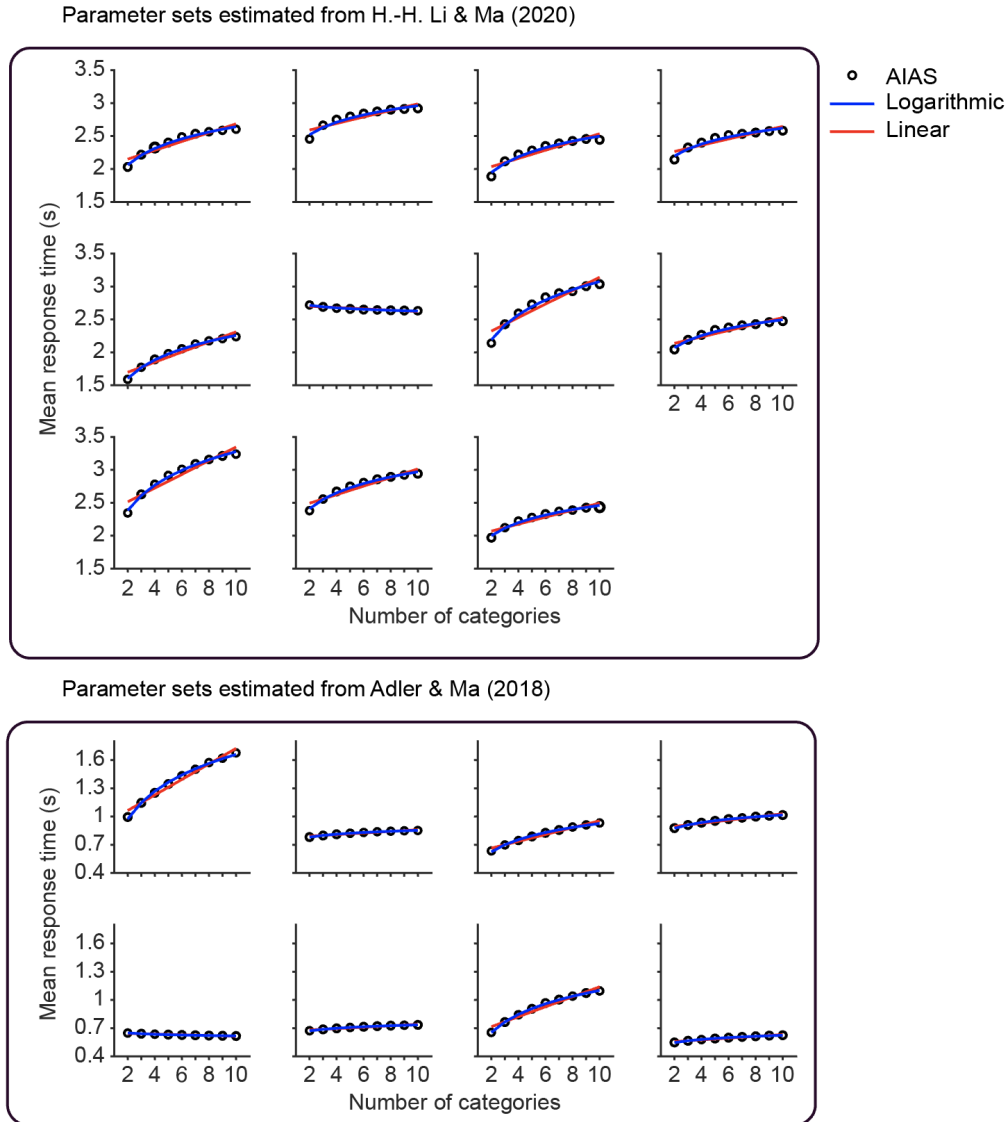 Parameter sets estimated from H.-H. Li & Ma (2020)
AIAS
Logarithmic
Linear
Mean response time (s)
3.5
3
2.5
2
1.5
3.5
3
2.5
2
1.5
2 4 6 8 10
3.5
3
2.5
2
1.5
2 4 6 8 10
2 4 6 8 10
2 4 6 8 10
Number of categories
Parameter sets estimated from Adler & Ma (2018)
Mean response time (s)
1.6
1.3
1
0.7
0.4
1.6
1.3
1
0.7
0.4
2 4 6 8 10
2 4 6 8 10
2 4 6 8 10
2 4 6 8 10
Number of categories